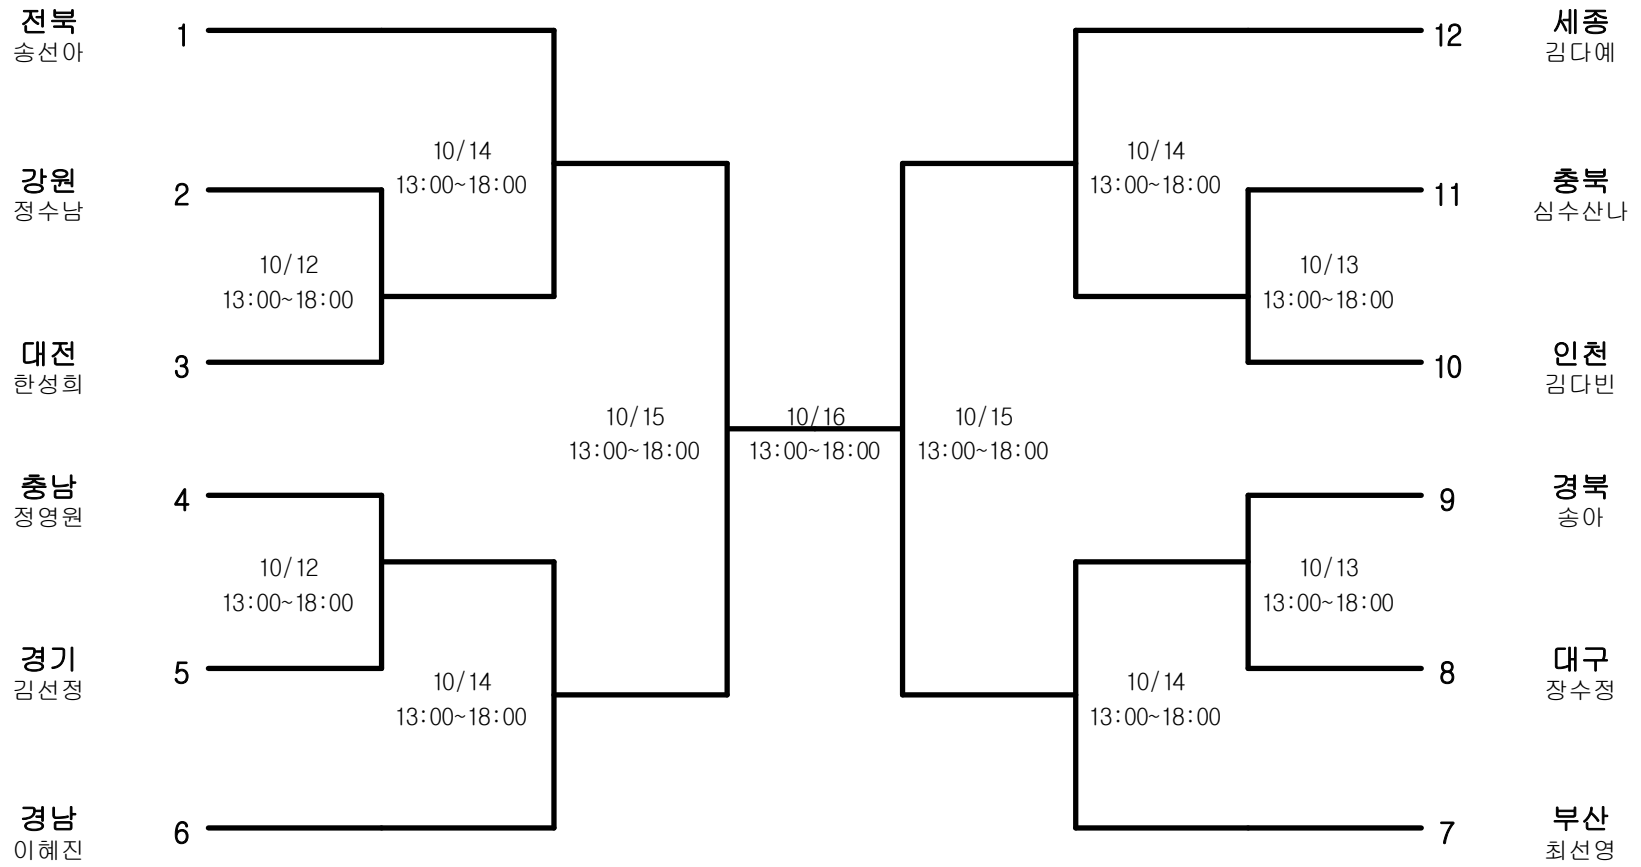 전북 1 12 세종
송선아 김다예
10/14 10/14
13:00~18:00 13:00~18:00
강원 2 11 충북
정수남 심수산나
10/12 10/13
13:00~18:00 13:00~18:00
대전 3 10 인천
한성희 김다빈
10/15 10/16 10/15
13:00~18:00 13:00~18:00 13:00~18:00
충남 4 9 경북
정영원 송아
10/12 10/13
13:00~18:00 13:00~18:00
경기 5 8 대구
김선정 장수정
10/14 10/14
13:00~18:00 13:00~18:00
경남 6 7 부산
이혜진 최선영